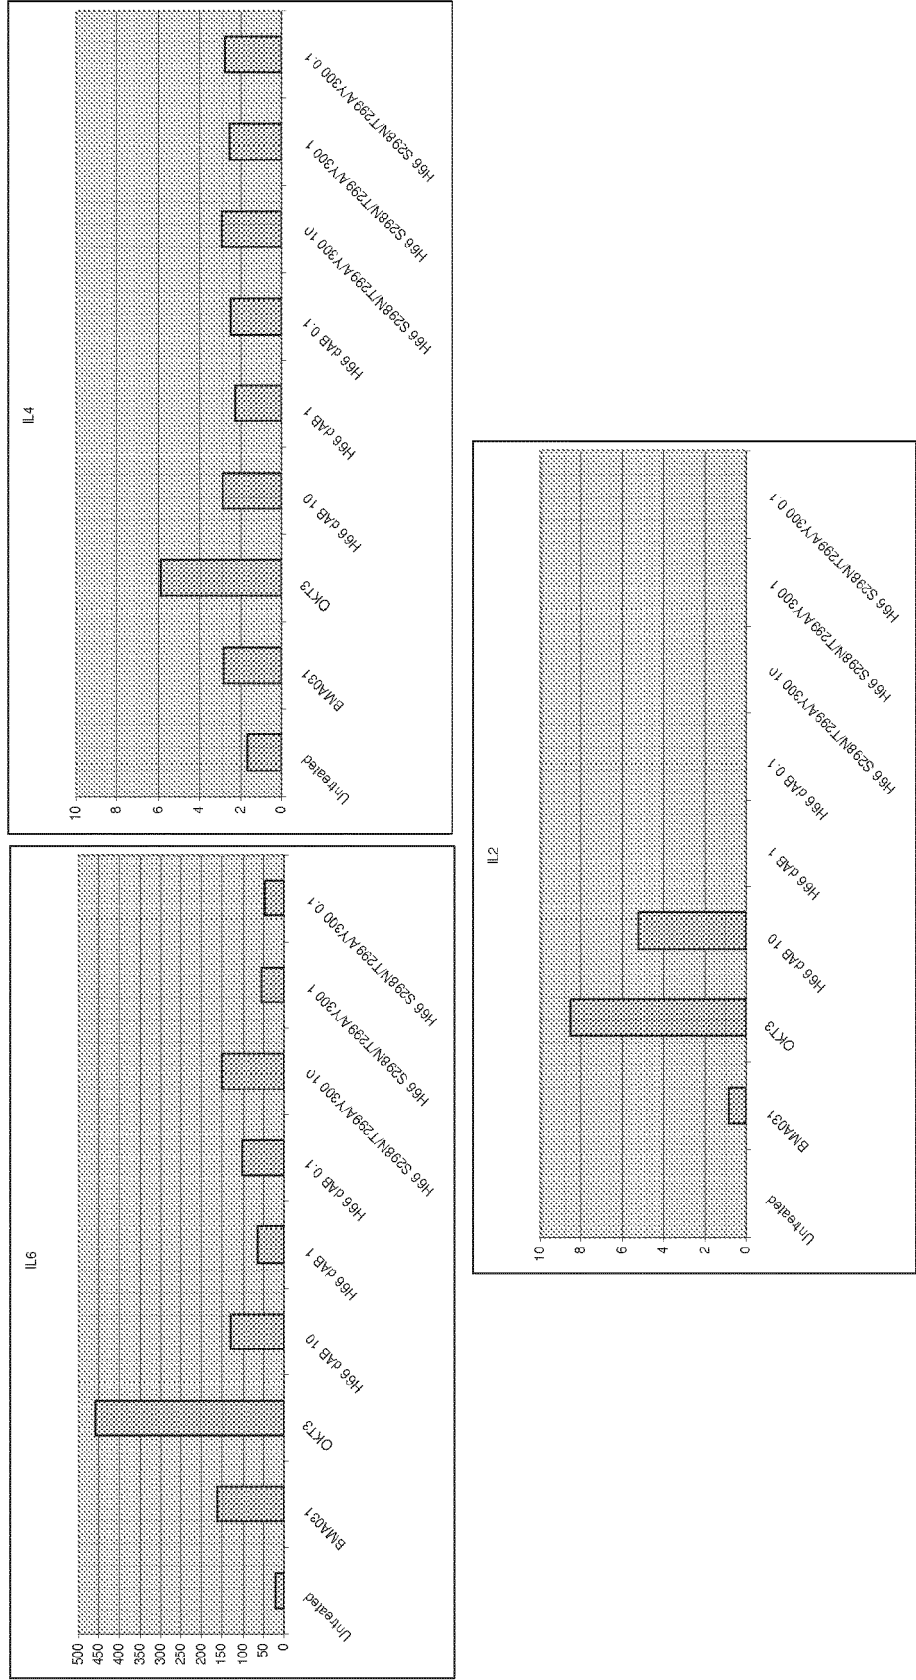 IL6
500
450
400
350
300
250
200
150
100
50
0
Untreated
BMA031
OKT3
H66 dAB 10
H66 dAB 1
H66 dAB 0.1
H66 S298N/T299A/Y300 10
H66 S298N/T299A/Y300 1
H66 S298N/T299A/Y300 0.1
IL4
10
8
6
4
2
0
Untreated
BMA031
OKT3
H66 dAB 10
H66 dAB 1
H66 dAB 0.1
H66 S298N/T299A/Y300 10
H66 S298N/T299A/Y300 1
H66 S298N/T299A/Y300 0.1
IL2
10
8
6
4
2
0
Untreated
BMA031
OKT3
H66 dAB 10
H66 dAB 1
H66 dAB 0.1
H66 S298N/T299A/Y300 10
H66 S298N/T299A/Y300 1
H66 S298N/T299A/Y300 0.1